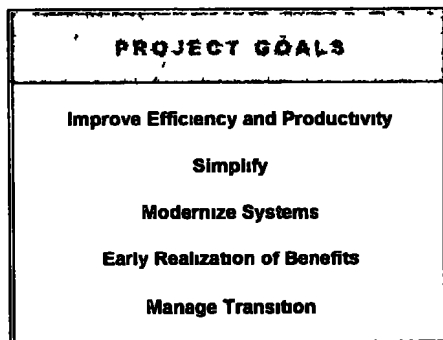 PROJECT GOALS
Improve Efficiency and Productivity
Simplify
Modernize Systems
Early Realization of Benefits
Manage Transition